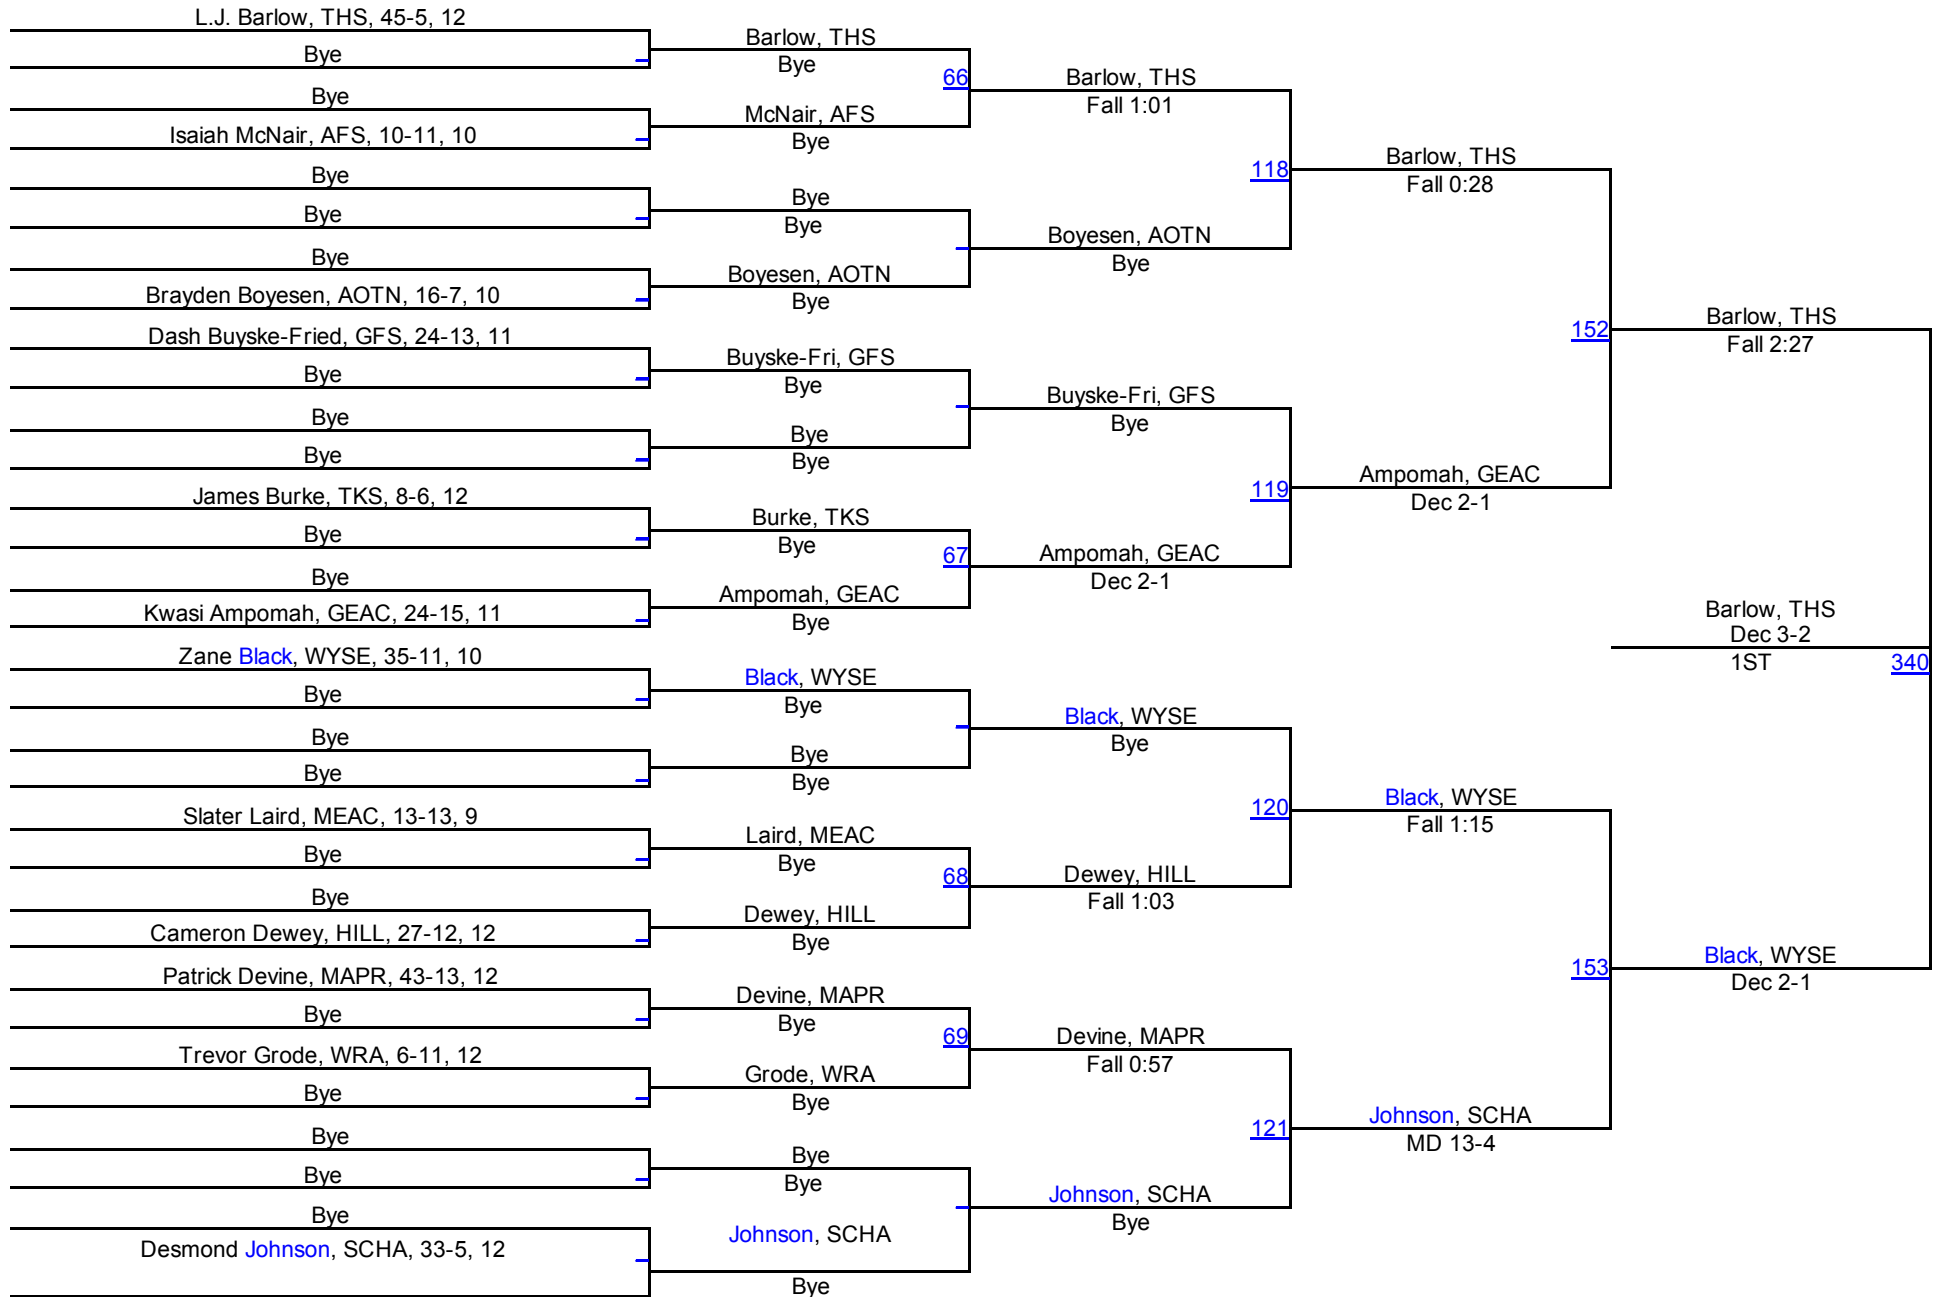 L.J. Barlow, THS, 45-5, 12
Bye
Bye
Isaiah McNair, AFS, 10-11, 10
Bye
Bye
Bye
Brayden Boyesen, AOTN, 16-7, 10
Dash Buyske-Fried, GFS, 24-13, 11
Bye
Bye
Bye
James Burke, TKS, 8-6, 12
Bye
Bye
Kwasi Ampomah, GEAC, 24-15, 11
Zane Black, WYSE, 35-11, 10
Bye
Bye
Bye
Slater Laird, MEAC, 13-13, 9
Bye
Bye
Cameron Dewey, HILL, 27-12, 12
Patrick Devine, MAPR, 43-13, 12
Bye
Trevor Grode, WRA, 6-11, 12
Bye
Bye
Bye
Bye
Desmond Johnson, SCHA, 33-5, 12
Barlow, THS
Bye
66
McNair, AFS
Bye
Bye
Bye
Boyesen, AOTN
Bye
Buyske-Fri, GFS
Bye
Bye
Bye
Burke, TKS
Bye
67
Ampomah, GEAC
Bye
Black, WYSE
Bye
Bye
Bye
Laird, MEAC
Bye
68
Dewey, HILL
Bye
Devine, MAPR
Bye
69
Grode, WRA
Bye
Bye
Bye
Johnson, SCHA
Bye
Barlow, THS
Fall 1:01
118
Boyesen, AOTN
Bye
Buyske-Fri, GFS
Bye
119
Ampomah, GEAC
Dec 2-1
Black, WYSE
Bye
120
Dewey, HILL
Fall 1:03
Devine, MAPR
Fall 0:57
121
Johnson, SCHA
Bye
Barlow, THS
Fall 0:28
152
Ampomah, GEAC
Dec 2-1
Black, WYSE
Fall 1:15
153
Johnson, SCHA
MD 13-4
Barlow, THS
Fall 2:27
Barlow, THS
Dec 3-2
1ST
340
Black, WYSE
Dec 2-1